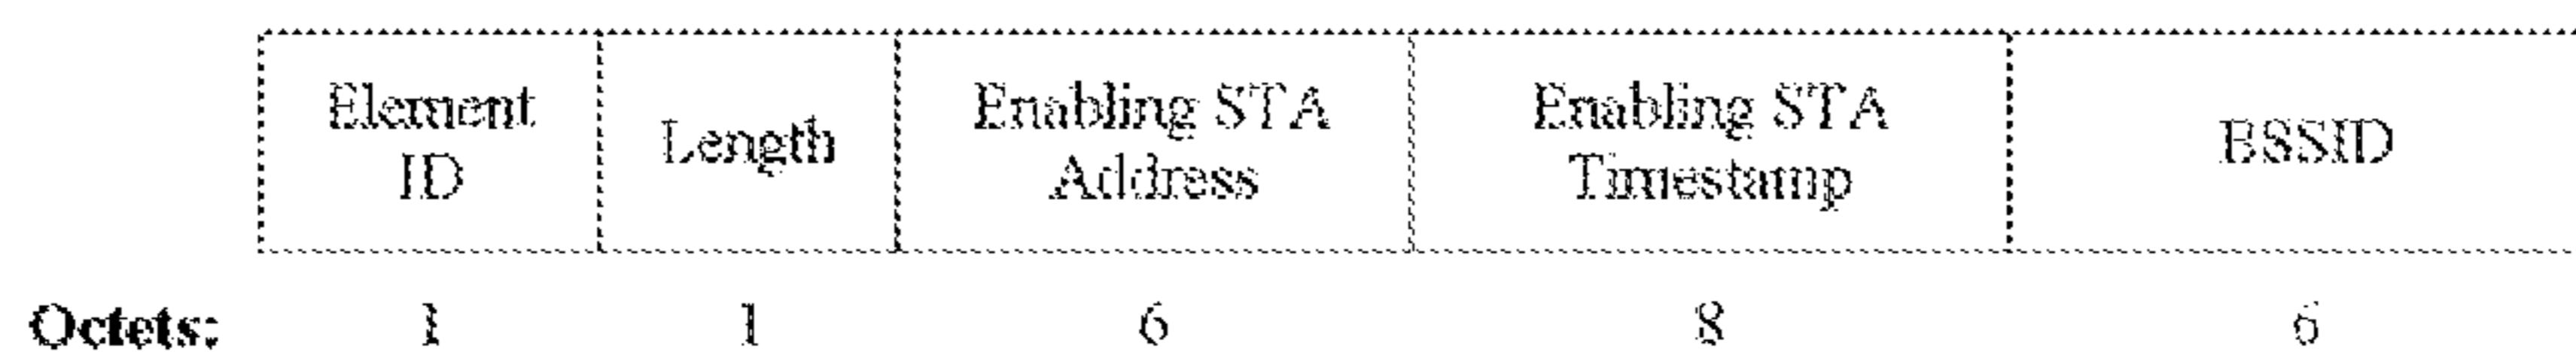 Element ID Length Enabling STA Address Enabling STA Timestamp BSSID
Octets: 1 1 6 8 6